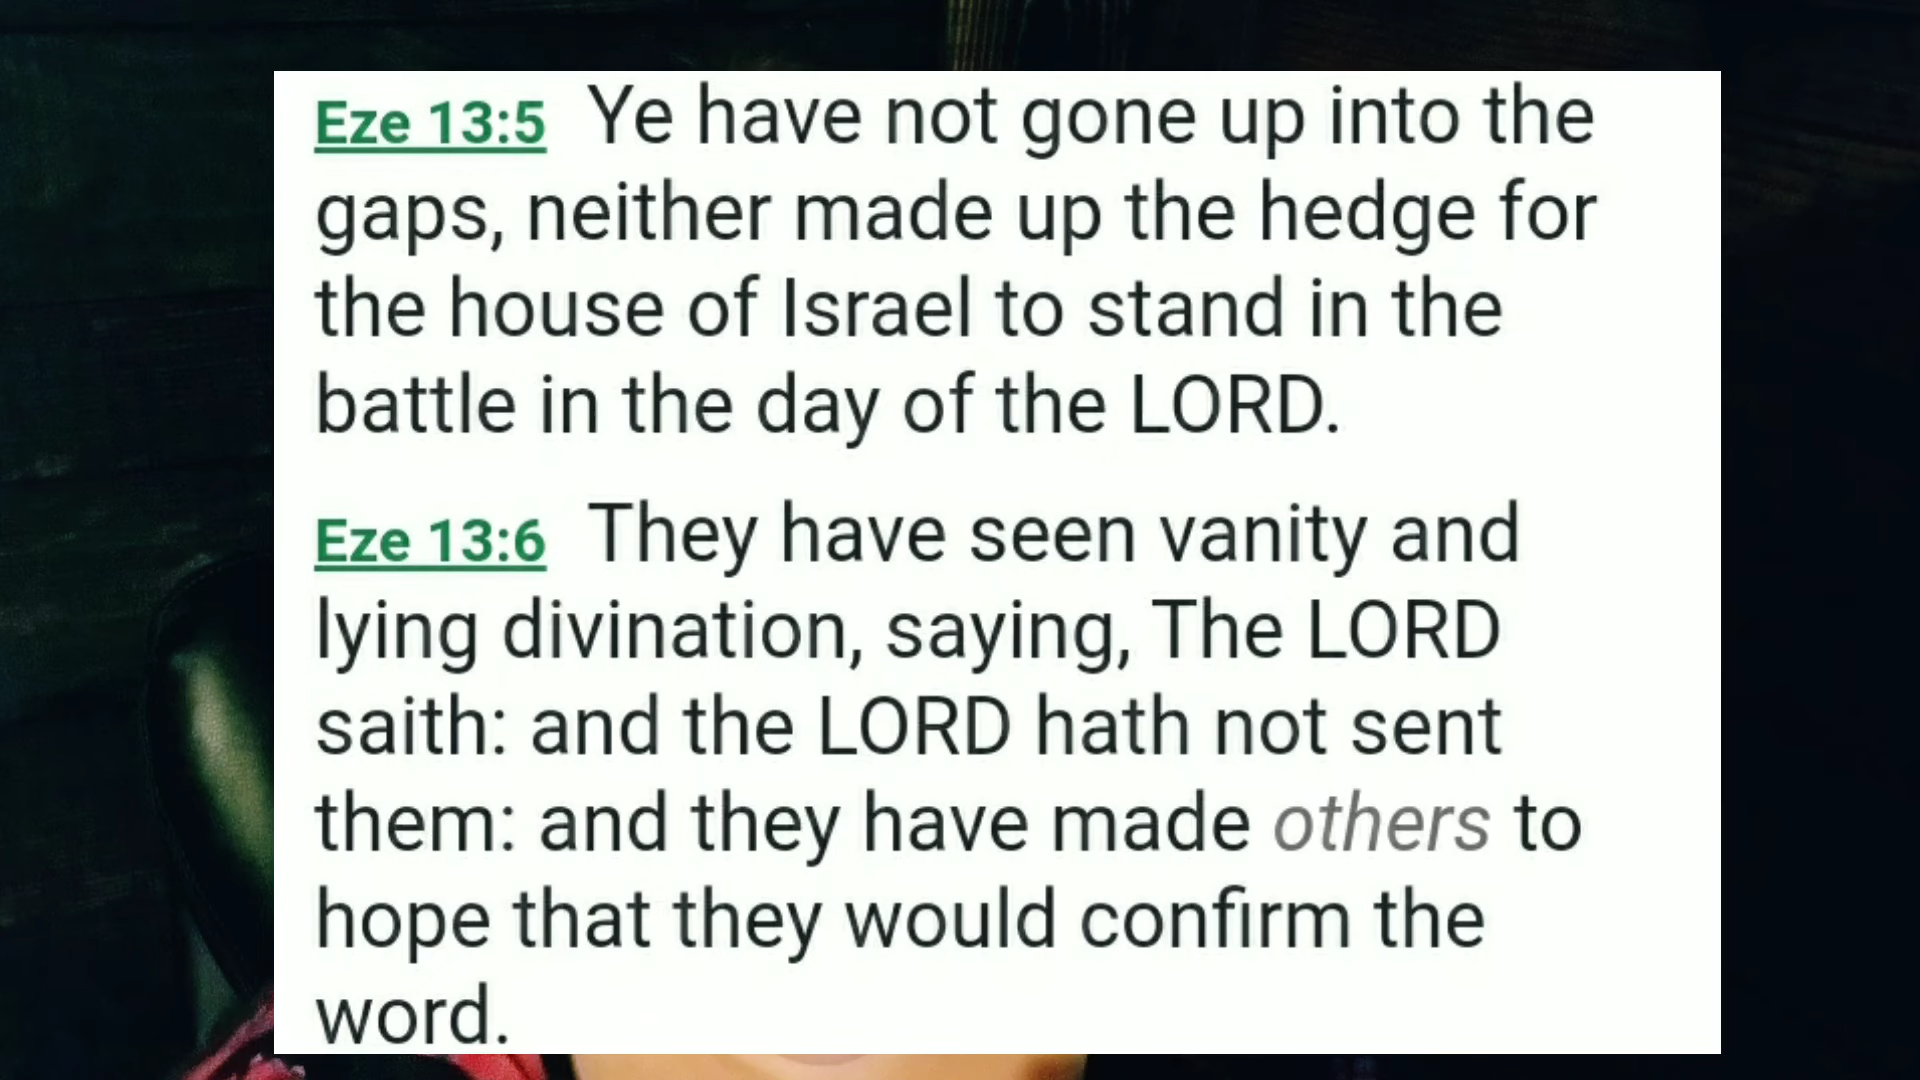 Eze 13:5 Ye have not gone up into the
gaps, neither made up the hedge for
the house of Israel to stand in the
battle in the day of the LORD.
Eze 13:6 They have seen vanity and
lying divination, saying, The LORD
saith: and the LORD hath not sent
them: and they have made others to
hope that they would confirm the
word.